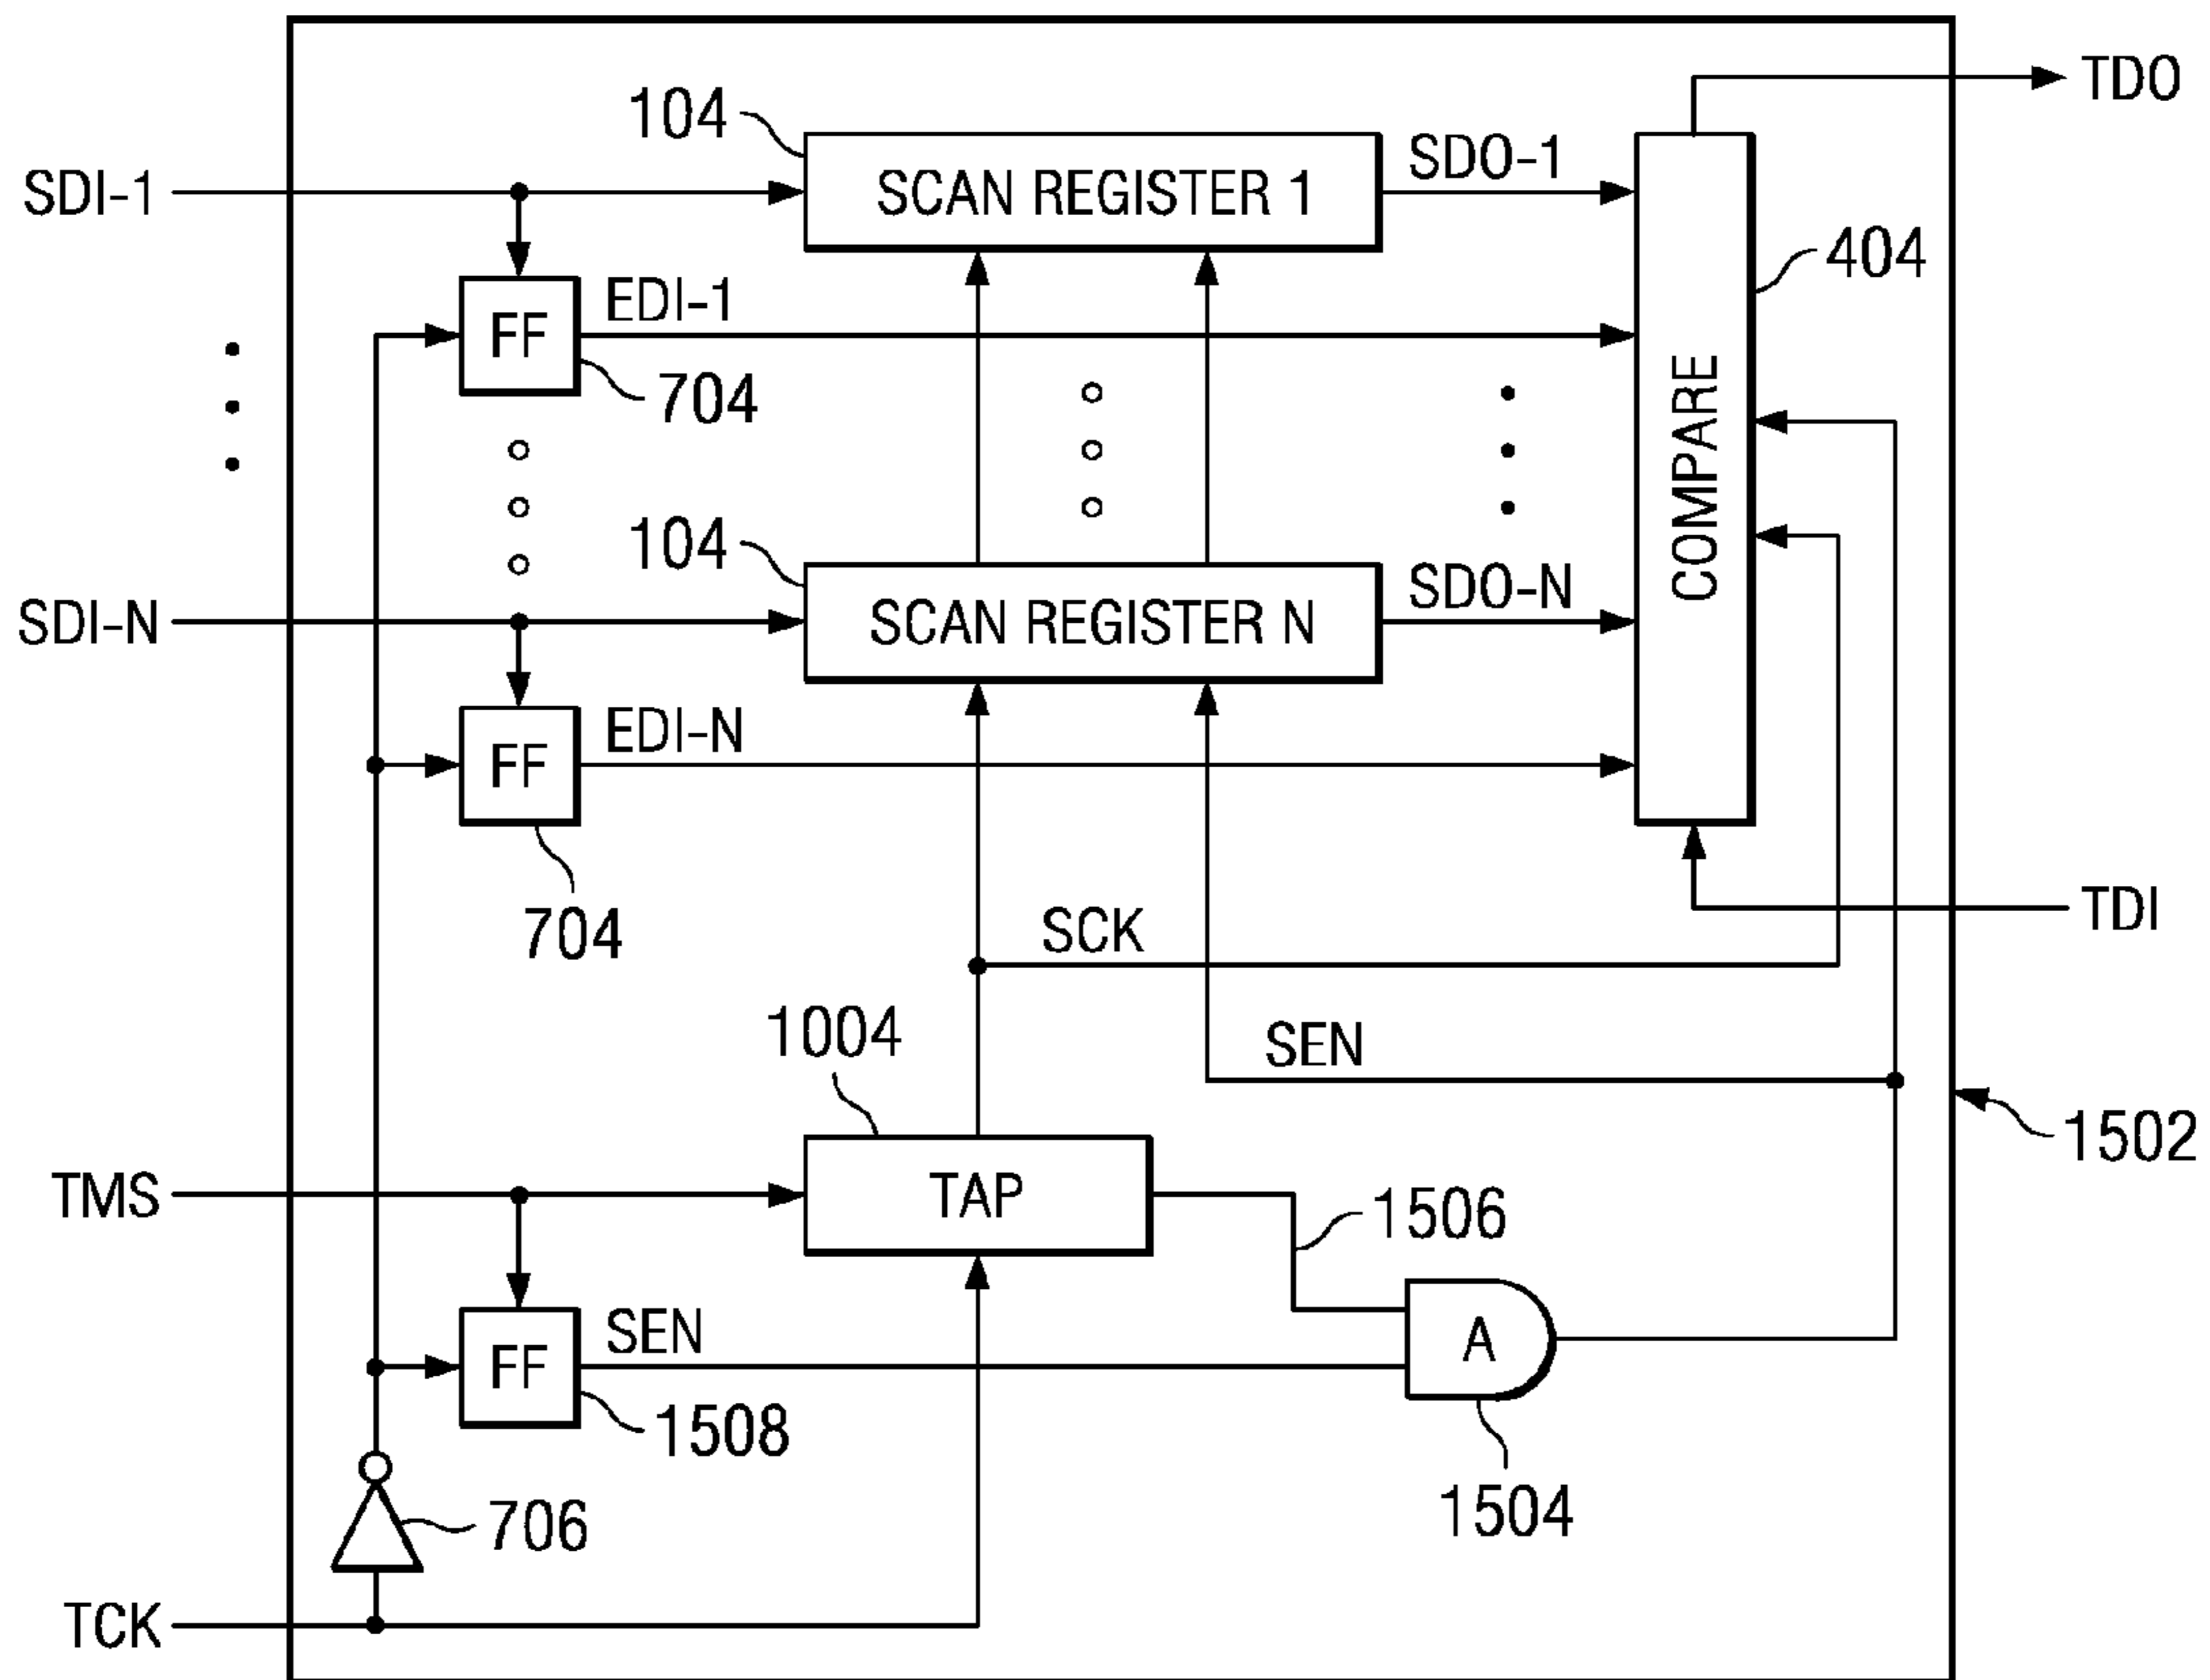 TDO
104
SDO-1
SDI-1
SCAN REGISTER 1
404
EDI-1
FF
704
COMPARE
104
SDO-N
SDI-N
SCAN REGISTER N
EDI-N
FF
704
TDI
SCK
1004
SEN
1502
TMS
TAP
1506
SEN
A
FF
1508
1504
706
TCK